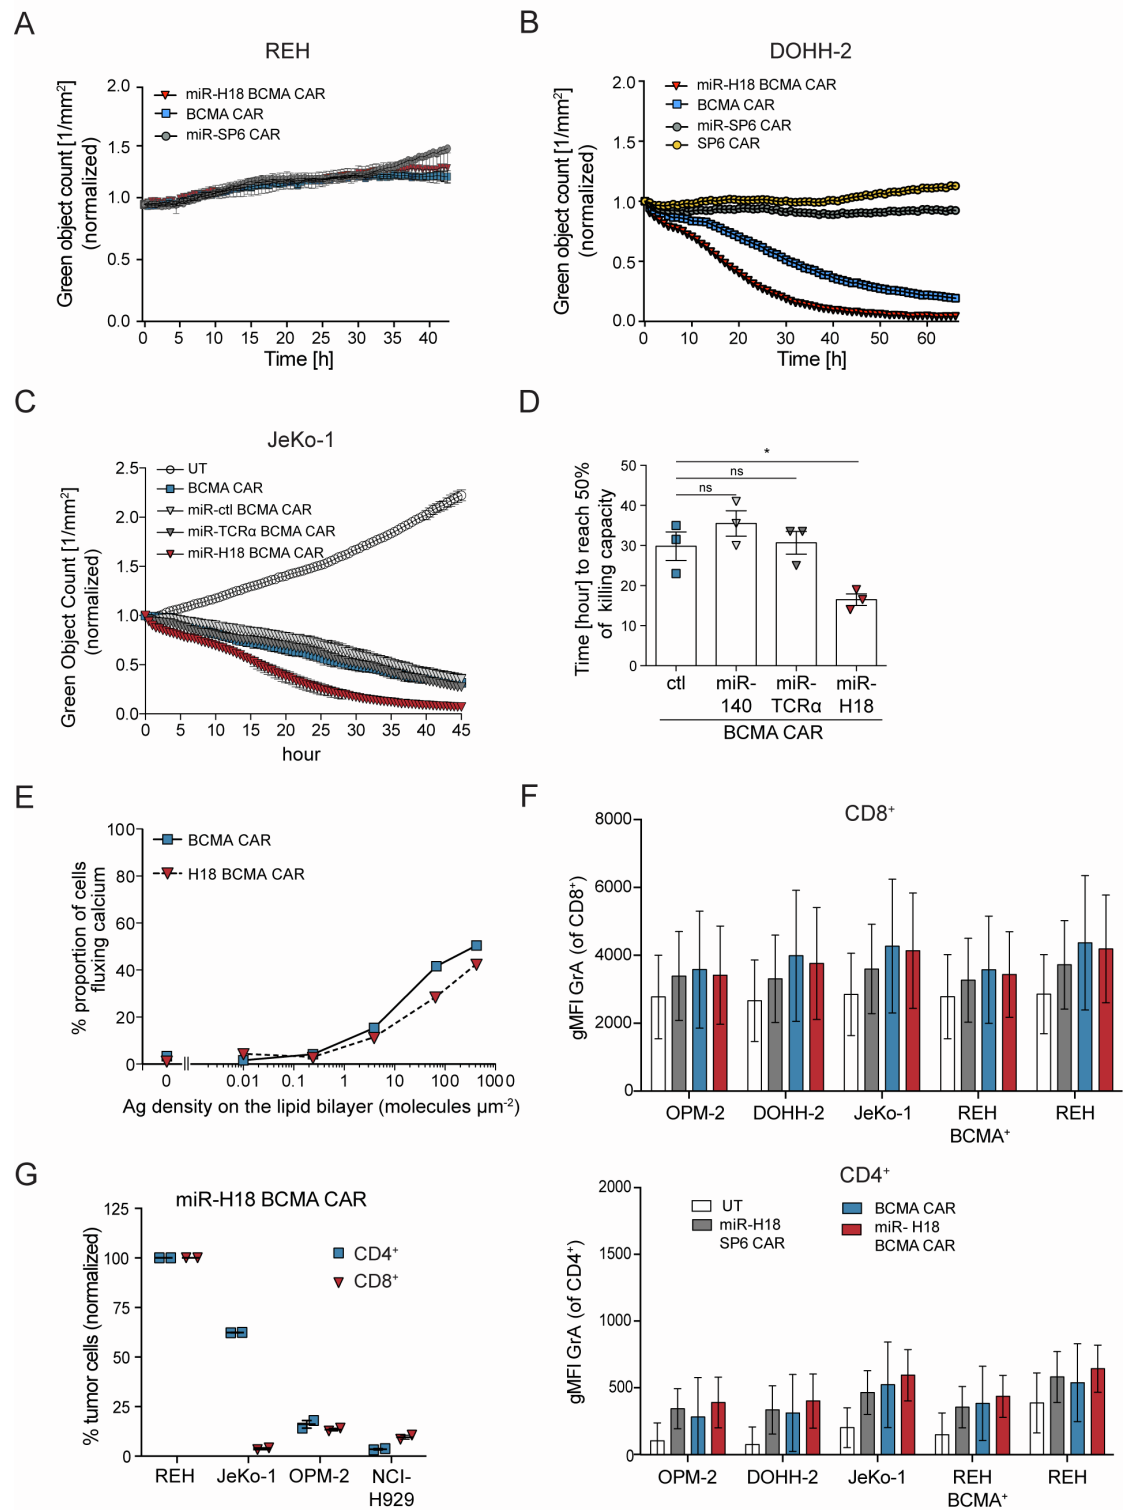 A
REH
Green object count [1/mm²]
(normalized)
2.0
1.5
1.0
0.5
0.0
miR-H18 BCMA CAR
BCMA CAR
miR-SP6 CAR
0 5 10 15 20 25 30 35 40
Time [h]
B
DOHH-2
Green object count [1/mm²]
(normalized)
2.0
1.5
1.0
0.5
0.0
miR-H18 BCMA CAR
BCMA CAR
miR-SP6 CAR
SP6 CAR
0 10 20 30 40 50 60
Time [h]
C
JeKo-1
Green Object Count [1/mm²]
(normalized)
2.5
2.0
1.5
1.0
0.5
0.0
UT
BCMA CAR
miR-ctl BCMA CAR
miR-TCRα BCMA CAR
miR-H18 BCMA CAR
0 5 10 15 20 25 30 35 40 45
hour
D
Time [hour] to reach 50%
of killing capacity
50
40
30
20
10
0
*
ns
ns
ctl miR- miR- miR-
140 TCRα H18
BCMA CAR
E
% proportion of cells
fluxing calcium
100
80
60
40
20
0
BCMA CAR
H18 BCMA CAR
0 0.01 0.1 1 10 100 1000 0
Ag density on the lipid bilayer (molecules µm⁻²)
F
CD8⁺
gMFI GrA (of CD8⁺)
8000
6000
4000
2000
0
OPM-2 DOHH-2 JeKo-1 REH REH
BCMA⁺
CD4⁺
gMFI GrA (of CD4⁺)
2000
1500
1000
500
0
UT
miR-H18
SP6 CAR
BCMA CAR
miR- H18
BCMA CAR
OPM-2 DOHH-2 JeKo-1 REH REH
BCMA⁺
G
miR-H18 BCMA CAR
% tumor cells (normalized)
125
100
75
50
25
0
CD4⁺
CD8⁺
REH JeKo-1 OPM-2 NCI-
H929